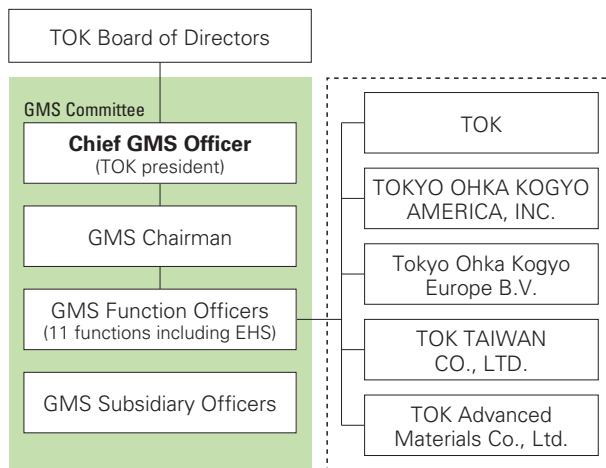 TOK Board of Directors
GMS Committee
Chief GMS Officer
(TOK president)
GMS Chairman
GMS Function Officers
(11 functions including EHS)
GMS Subsidiary Officers
TOK
TOKYO OHKA KOGYO
AMERICA, INC.
Tokyo Ohka Kogyo
Europe B.V.
TOK TAIWAN
CO., LTD.
TOK Advanced
Materials Co., Ltd.